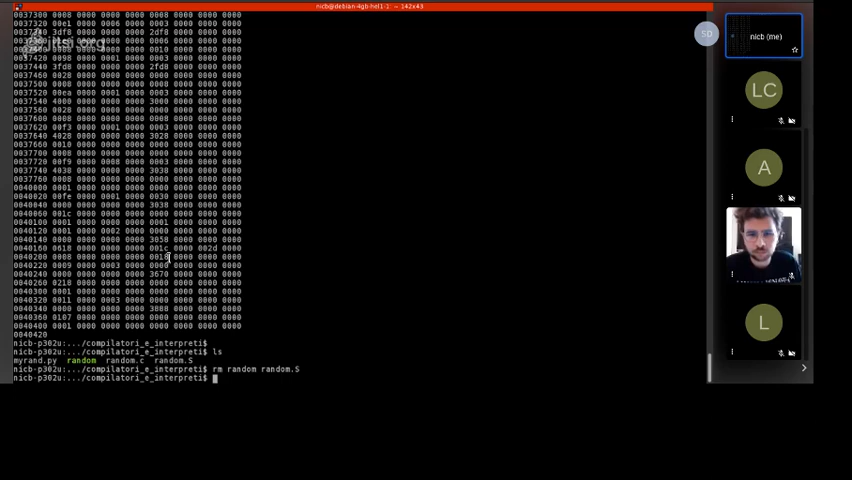 nicb@debian-4gb-hel1-1: ~ 142x43
0037300 0008 0000 0000 0000 0008 0000 0000 0000
0037320 00e1 0000 0006 0000 0003 0000 0000 0000
0037340 3df8 0000 0000 0000 2df8 0000 0000 0000
jitsi.org
0037420 0098 0000 0001 0000 0003 0000 0000 0000
0037440 3fd8 0000 0000 0000 2fd8 0000 0000 0000
0037460 0028 0000 0000 0000 0000 0000 0000 0000
0037500 0008 0000 0000 0000 0008 0000 0000 0000
0037520 00ea 0000 0001 0000 0003 0000 0000 0000
0037540 4000 0000 0000 0000 3000 0000 0000 0000
0037560 0028 0000 0000 0000 0000 0000 0000 0000
0037600 0008 0000 0000 0000 0008 0000 0000 0000
0037620 00f3 0000 0001 0000 0003 0000 0000 0000
0037640 4028 0000 0000 0000 3028 0000 0000 0000
0037660 0010 0000 0000 0000 0000 0000 0000 0000
0037700 0008 0000 0000 0000 0000 0000 0000 0000
0037720 00f9 0000 0008 0000 0003 0000 0000 0000
0037740 4038 0000 0000 0000 3038 0000 0000 0000
0037760 0008 0000 0000 0000 0000 0000 0000 0000
0040000 0001 0000 0000 0000 0000 0000 0000 0000
0040020 00fe 0000 0001 0000 0030 0000 0000 0000
0040040 0000 0000 0000 0000 3038 0000 0000 0000
0040060 001c 0000 0000 0000 0000 0000 0000 0000
0040100 0001 0000 0000 0000 0001 0000 0000 0000
0040120 0001 0000 0002 0000 0000 0000 0000 0000
0040140 0000 0000 0000 0000 3058 0000 0000 0000
0040160 0618 0000 0000 0000 001c 0000 002d 0000
0040200 0008 0000 0000 0000 0018 0000 0000 0000
0040220 0009 0000 0003 0000 0000 0000 0000 0000
0040240 0000 0000 0000 0000 3670 0000 0000 0000
0040260 0218 0000 0000 0000 0000 0000 0000 0000
0040300 0001 0000 0000 0000 0000 0000 0000 0000
0040320 0011 0000 0003 0000 0000 0000 0000 0000
0040340 0000 0000 0000 0000 3888 0000 0000 0000
0040360 0107 0000 0000 0000 0000 0000 0000 0000
0040400 0001 0000 0000 0000 0000 0000 0000 0000
0040420
nicb-p302u:.../compilatori_e_interpreti$
nicb-p302u:.../compilatori_e_interpreti$ ls
myrand.py random random.c random.S
nicb-p302u:.../compilatori_e_interpreti$ rm random random.S
nicb-p302u:.../compilatori_e_interpreti$
SD
nicb (me)
LC
A
L